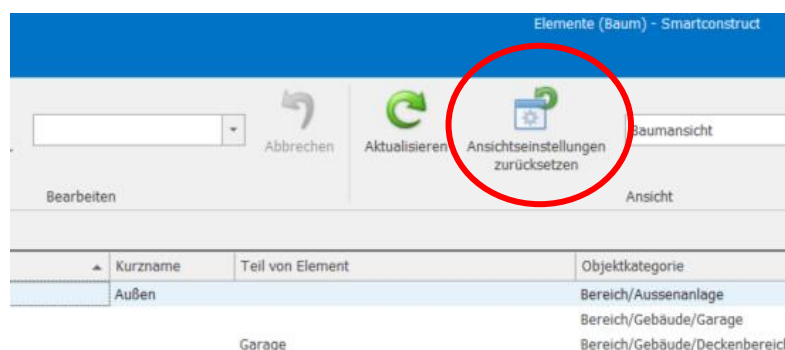 Elemente (Baum) - Smartconstruct
Abbrechen
Aktualisieren
Ansichtseinstellungen
zurücksetzen
Baumansicht
Bearbeiten
Ansicht
Kurzname
Teil von Element
Objektkategorie
Außen
Bereich/Aussenanlage
Bereich/Gebäude/Garage
Garage
Bereich/Gebäude/Deckenbereich